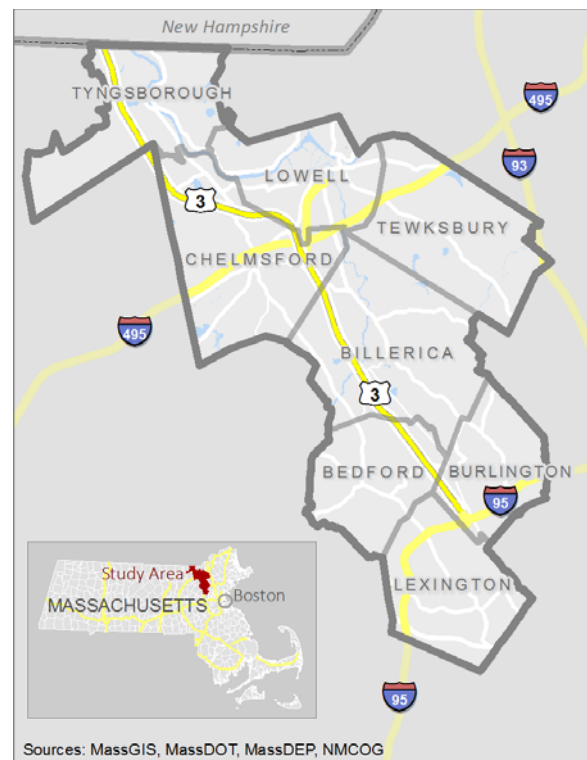 New Hampshire
TYNGSBOROUGH
495
93
LOWELL
3
TEWKSBURY
CHELMSFORD
495
BILLERICA
3
BEDFORD
BURLINGTON
95
LEXINGTON
Study Area
Boston
MASSACHUSETTS
95
Sources: MassGIS, MassDOT, MassDEP, NMCOG